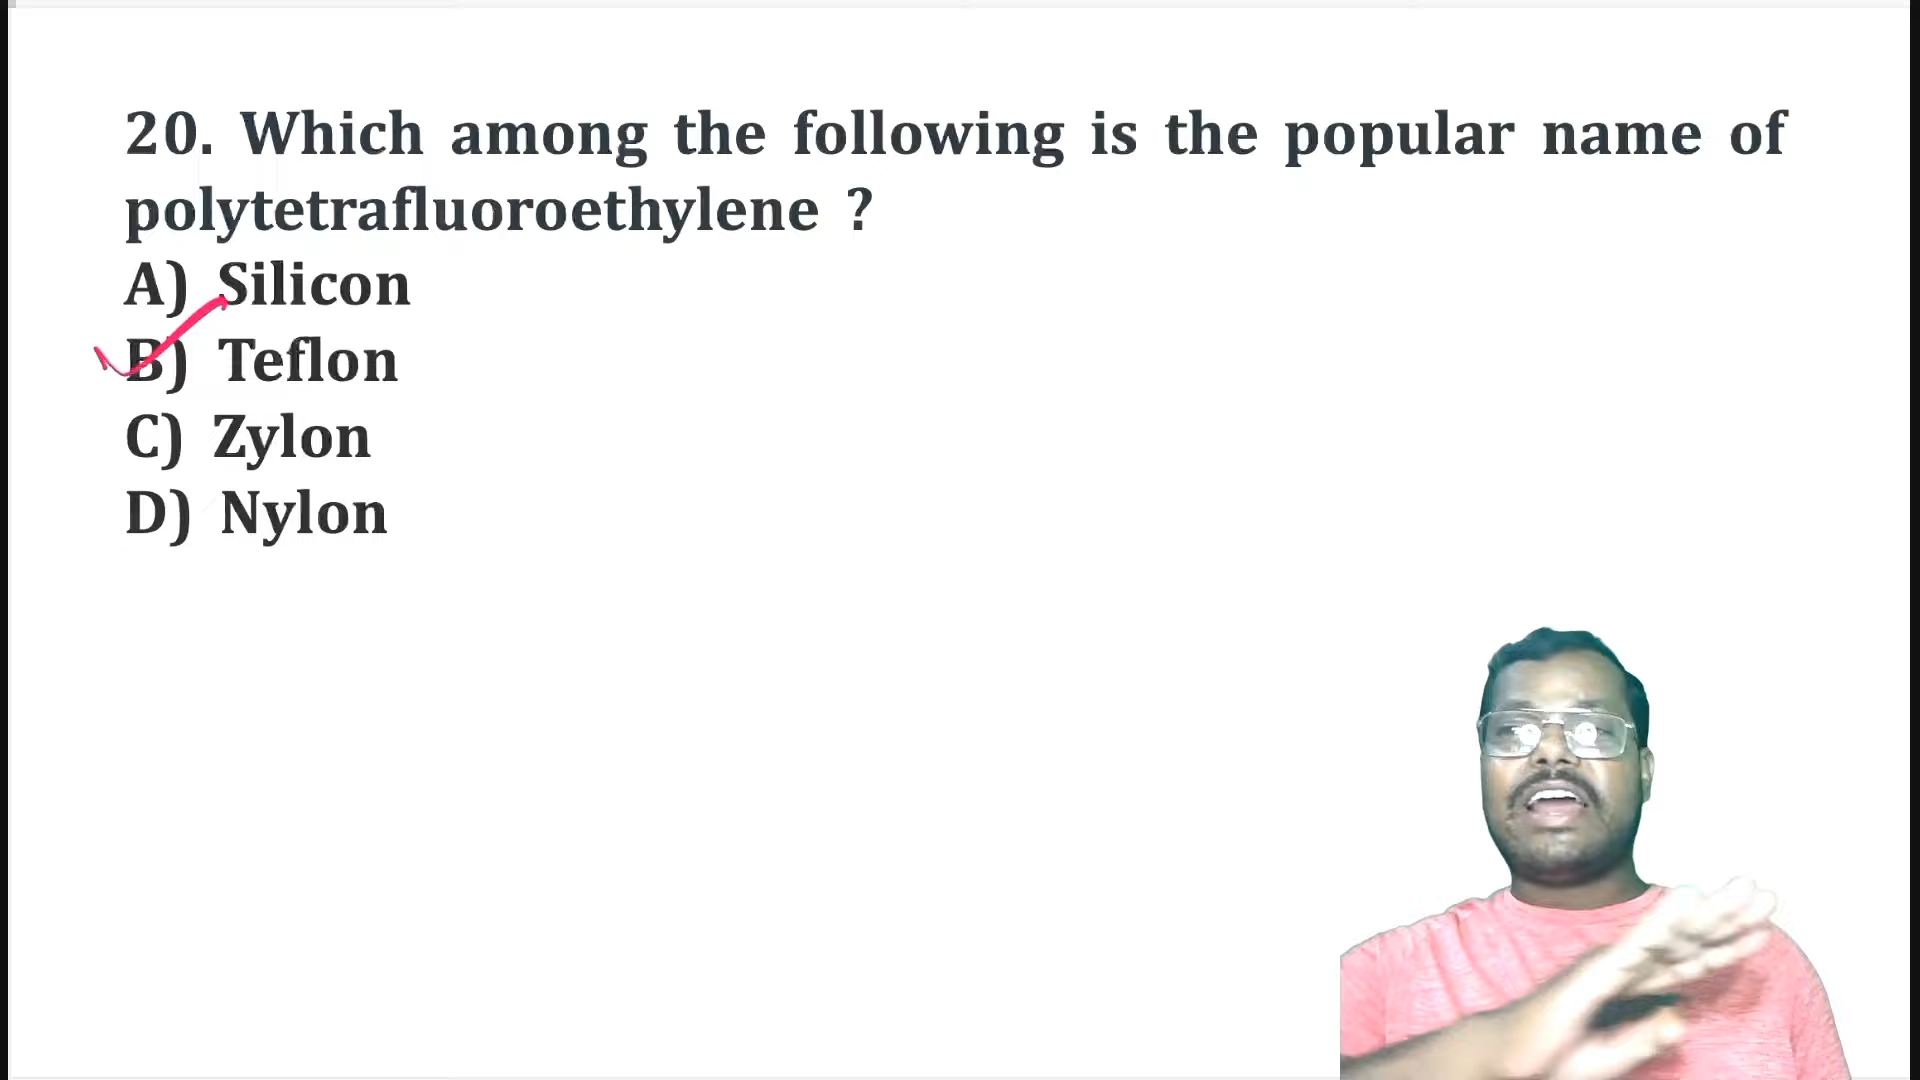 20. Which among the following is the popular name of
polytetrafluoroethylene ?
A) Silicon
B) Teflon
C) Zylon
D) Nylon